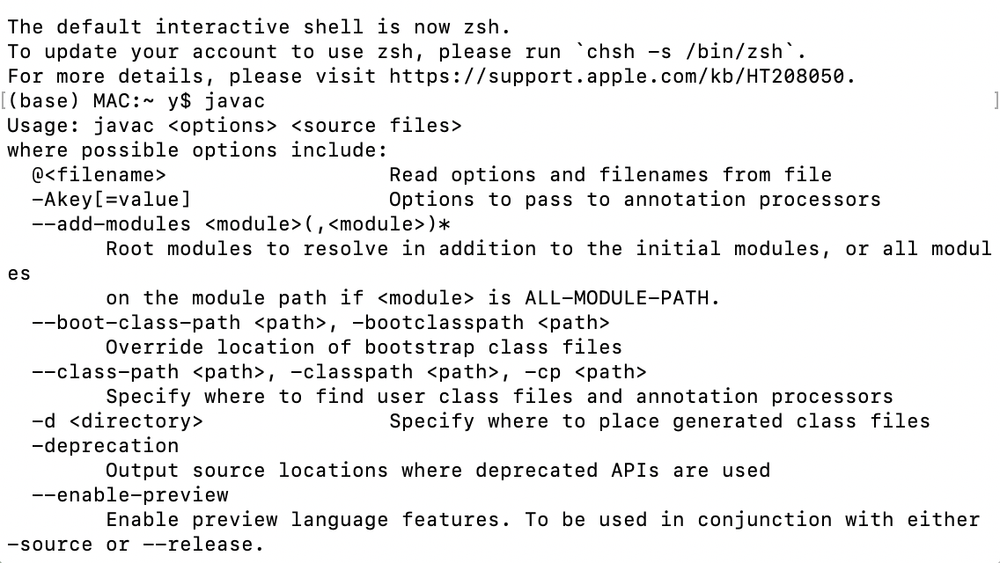 The default interactive shell is now zsh.
To update your account to use zsh, please run `chsh -s /bin/zsh`.
For more details, please visit https://support.apple.com/kb/HT208050.
[(base) MAC:~ y$ javac ]
Usage: javac <options> <source files>
where possible options include:
  @<filename>                  Read options and filenames from file
  -Akey[=value]                Options to pass to annotation processors
  --add-modules <module>(,<module>)*
        Root modules to resolve in addition to the initial modules, or all modul
es
        on the module path if <module> is ALL-MODULE-PATH.
  --boot-class-path <path>, -bootclasspath <path>
        Override location of bootstrap class files
  --class-path <path>, -classpath <path>, -cp <path>
        Specify where to find user class files and annotation processors
  -d <directory>               Specify where to place generated class files
  -deprecation
        Output source locations where deprecated APIs are used
  --enable-preview
        Enable preview language features. To be used in conjunction with either
-source or --release.